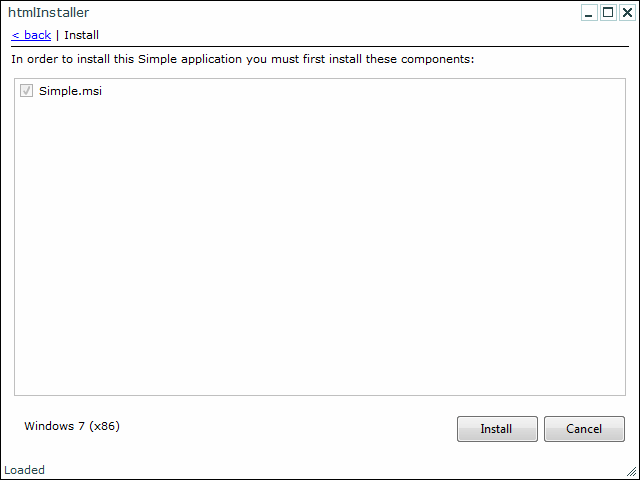 htmlInstaller
< back | Install
In order to install this Simple application you must first install these components:
Simple.msi
Windows 7 (x86)
Install
Cancel
Loaded